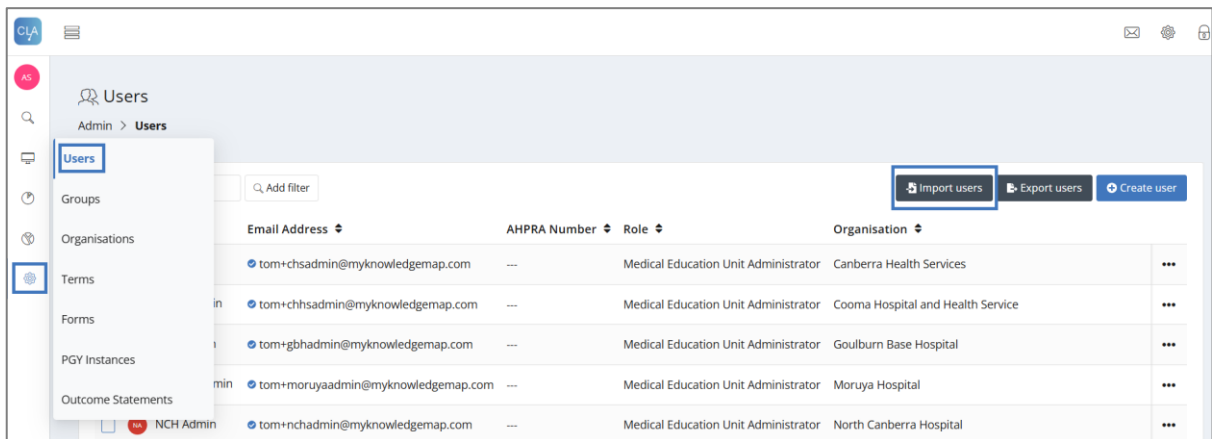 CLA
AS
Users
Admin > Users
Users
Groups
Organisations
Terms
Forms
PGY Instances
Outcome Statements
Add filter
Import users
Export users
Create user
Email Address
AHPRA Number
Role
Organisation
tom+chsadmin@myknowledgemap.com --- Medical Education Unit Administrator Canberra Health Services
in tom+chhsadmin@myknowledgemap.com --- Medical Education Unit Administrator Cooma Hospital and Health Service
tom+gbhadmin@myknowledgemap.com --- Medical Education Unit Administrator Goulburn Base Hospital
min tom+moruyaadmin@myknowledgemap.com --- Medical Education Unit Administrator Moruya Hospital
NA NCH Admin tom+nchadmin@myknowledgemap.com --- Medical Education Unit Administrator North Canberra Hospital